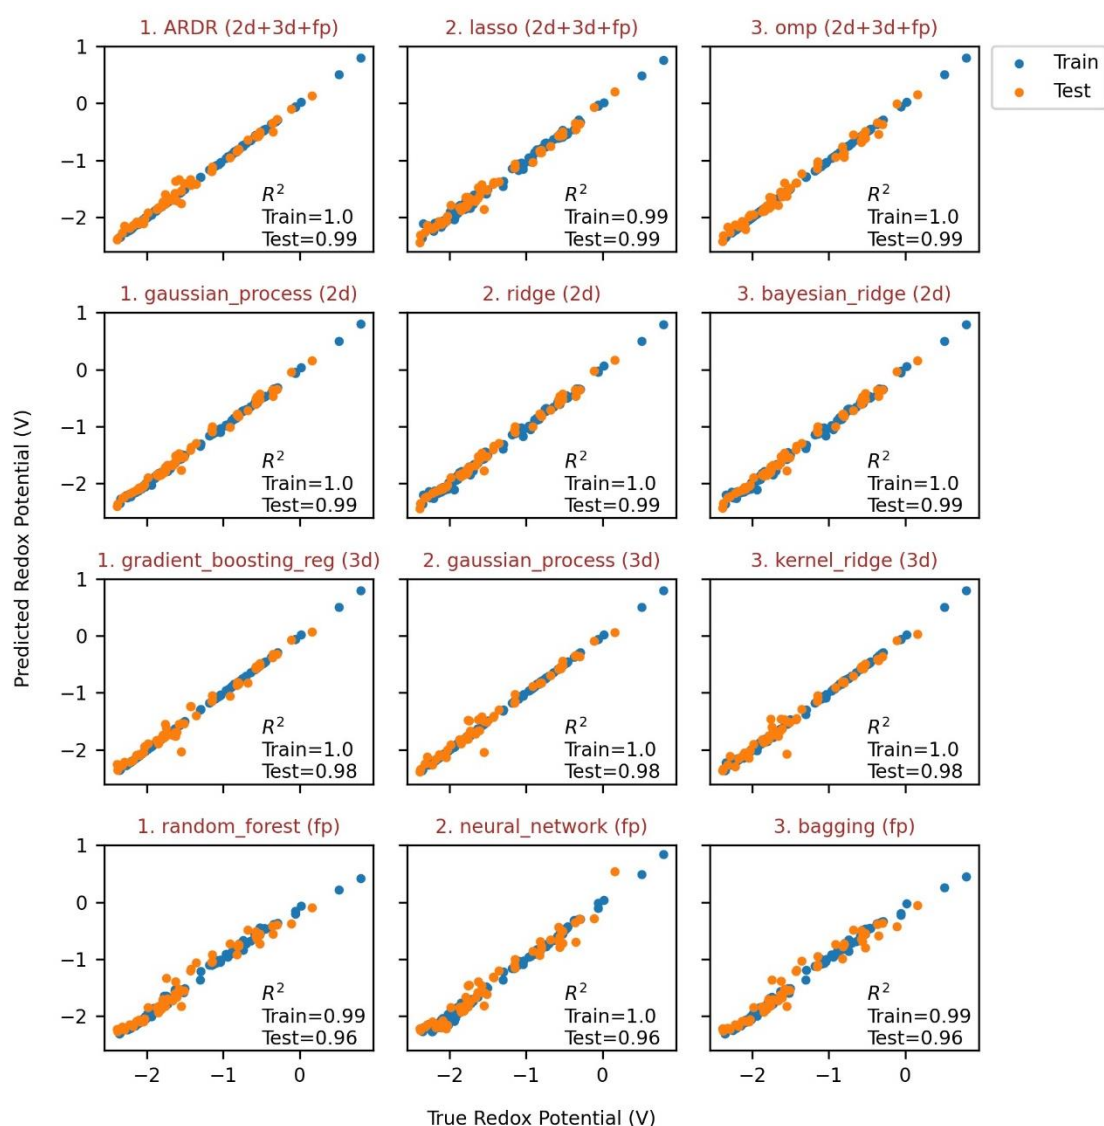 1. ARDR (2d+3d+fp)
2. lasso (2d+3d+fp)
3. omp (2d+3d+fp)
Train
Test
1
0
−1
−2
R²
Train=1.0
Test=0.99
R²
Train=0.99
Test=0.99
R²
Train=1.0
Test=0.99
1. gaussian_process (2d)
2. ridge (2d)
3. bayesian_ridge (2d)
1
0
−1
−2
R²
Train=1.0
Test=0.99
R²
Train=1.0
Test=0.99
R²
Train=1.0
Test=0.99
Predicted Redox Potential (V)
1. gradient_boosting_reg (3d)
2. gaussian_process (3d)
3. kernel_ridge (3d)
1
0
−1
−2
R²
Train=1.0
Test=0.98
R²
Train=1.0
Test=0.98
R²
Train=1.0
Test=0.98
1. random_forest (fp)
2. neural_network (fp)
3. bagging (fp)
1
0
−1
−2
R²
Train=0.99
Test=0.96
R²
Train=1.0
Test=0.96
R²
Train=0.99
Test=0.96
−2 −1 0
−2 −1 0
−2 −1 0
True Redox Potential (V)